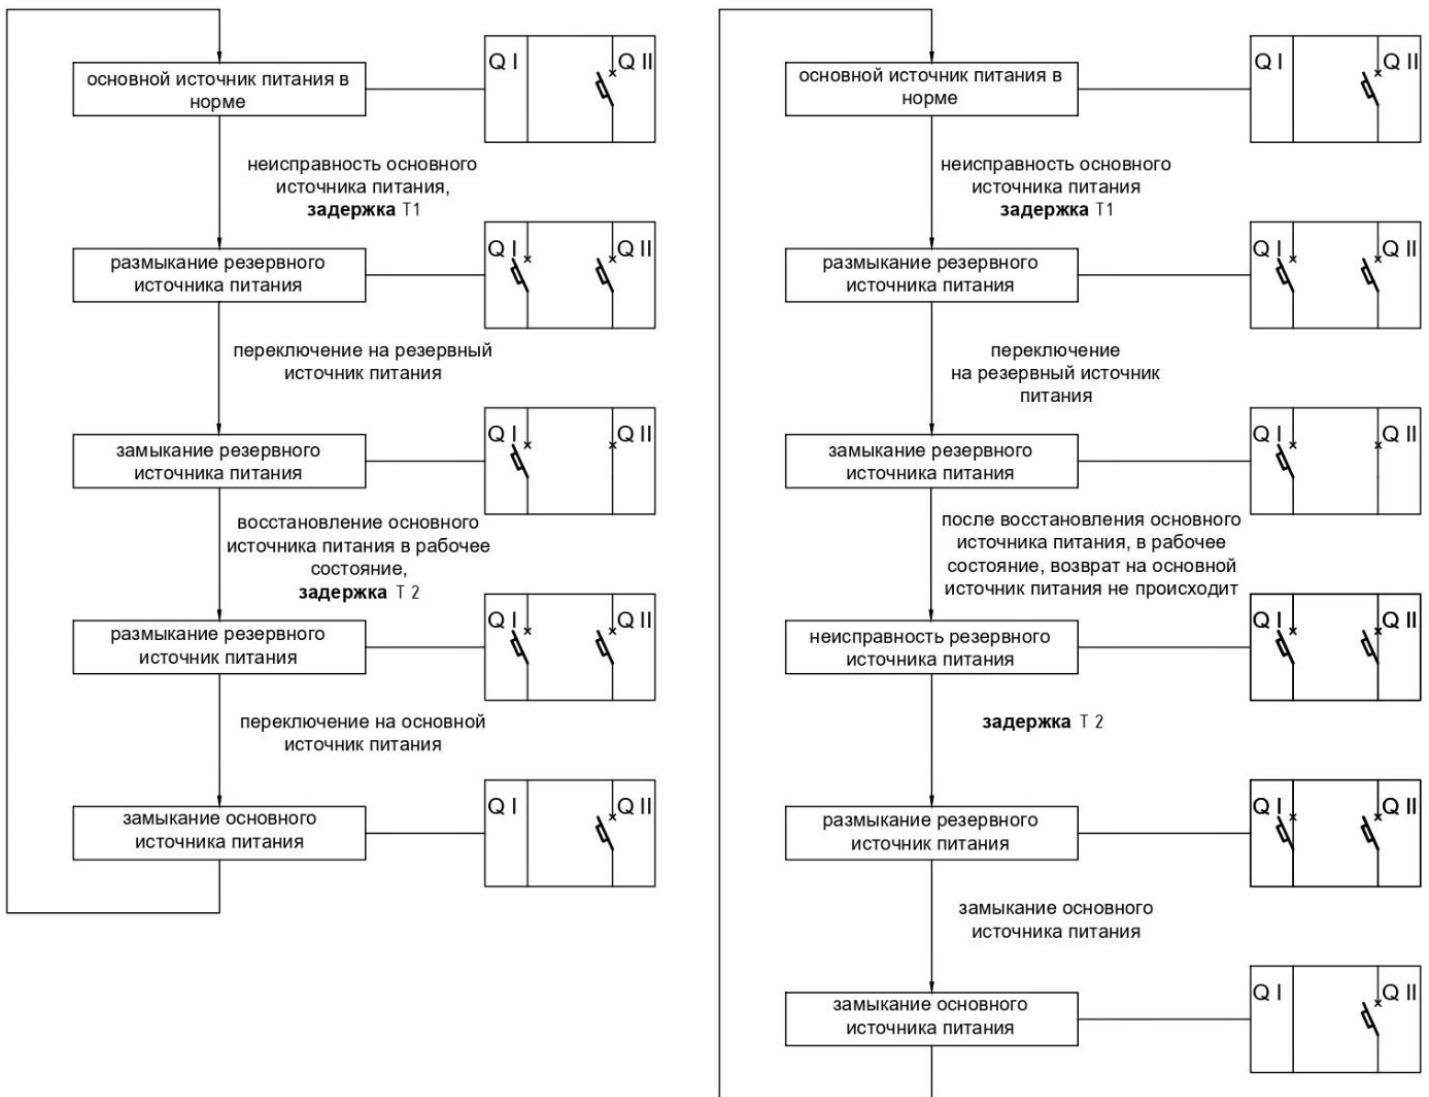 основной источник питания в
норме
Q I
Q II
неисправность основного
источника питания,
задержка T1
размыкание резервного
источника питания
Q I
Q II
переключение на резервный
источник питания
замыкание резервного
источника питания
Q I
Q II
восстановление основного
источника питания в рабочее
состояние,
задержка T 2
размыкание резервного
источник питания
Q I
Q II
переключение на основной
источник питания
замыкание основного
источника питания
Q I
Q II
основной источник питания в
норме
Q I
Q II
неисправность основного
источника питания
задержка T1
размыкание резервного
источника питания
Q I
Q II
переключение
на резервный источник
питания
замыкание резервного
источника питания
Q I
Q II
после восстановления основного
источника питания, в рабочее
состояние, возврат на основной
источник питания не происходит
неисправность резервного
источника питания
Q I
Q II
задержка T 2
размыкание резервного
источник питания
Q I
Q II
замыкание основного
источника питания
замыкание основного
источника питания
Q I
Q II